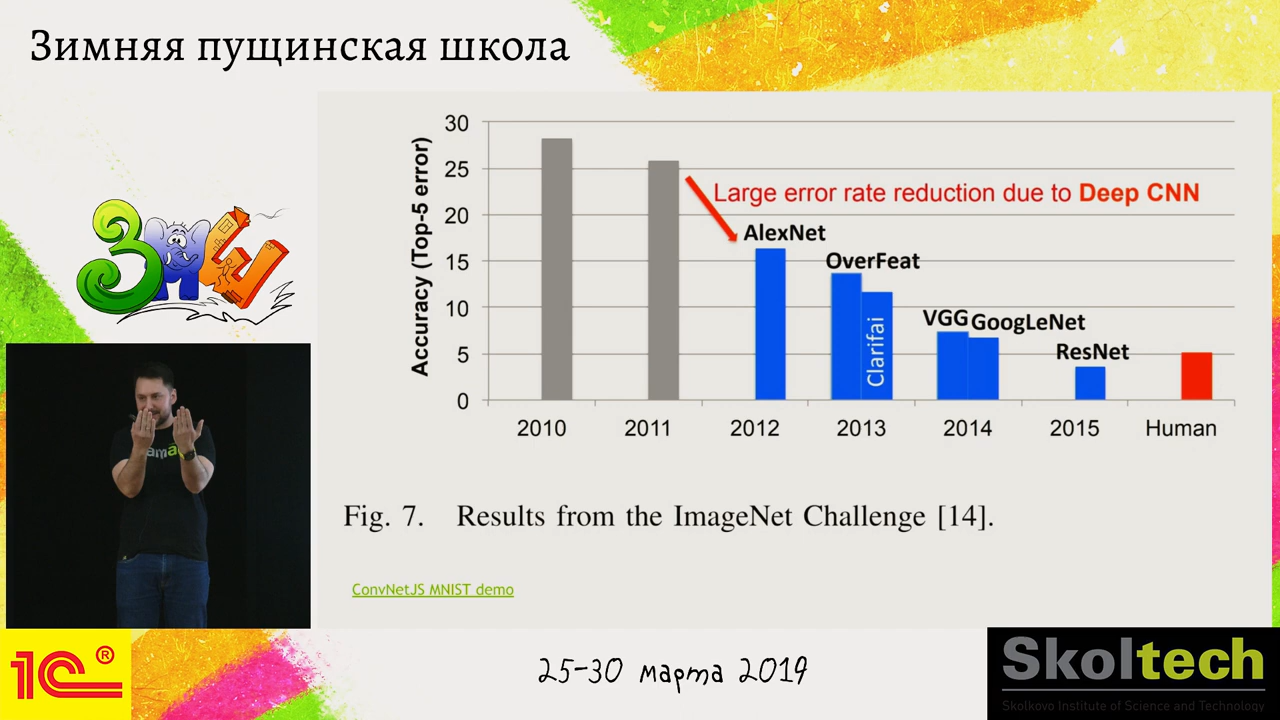 Зимняя пущинская школа
ЗПШ
30
25
20
15
10
5
0
Accuracy (Top-5 error)
Large error rate reduction due to Deep CNN
AlexNet
OverFeat
Clarifai
VGG
GoogLeNet
ResNet
2010
2011
2012
2013
2014
2015
Human
Fig. 7. Results from the ImageNet Challenge [14].
ConvNetJS MNIST demo
ama
1C®
25-30 марта 2019
Skoltech
Skolkovo Institute of Science and Technology